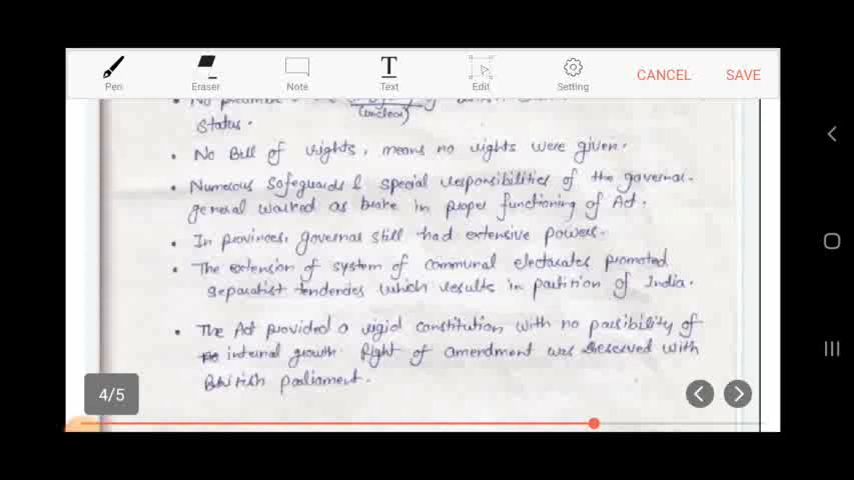 Pen
Eraser
Note
Text
Edit
Setting
CANCEL
SAVE
• No
(unclear)
status.
• No Bill of rights, means no rights were given.
• Numerous safeguards & special responsibilities of the governor-
general worked as brake in proper functioning of Act.
• In provinces, governor still had extensive powers.
• The extension of system of communal electorates promoted
separatist tendencies which results in partition of India.
• The Act provided a rigid constitution with no possibility of
internal growth. Right of amendment was reserved with
British parliament.
4/5